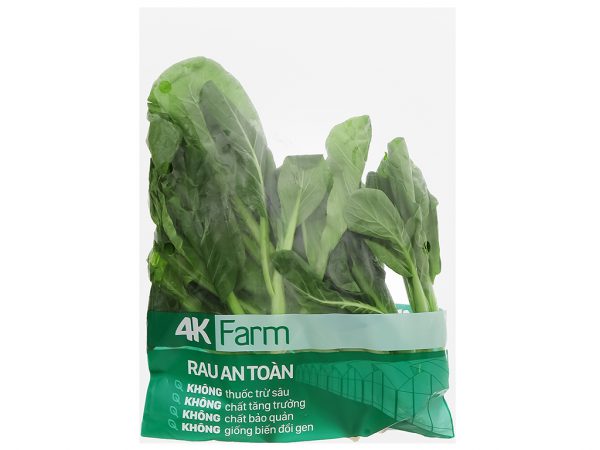 4K Farm
RAU AN TOÀN
KHÔNG thuốc trừ sâu
KHÔNG chất tăng trưởng
KHÔNG chất bảo quản
KHÔNG giống biến đổi gen